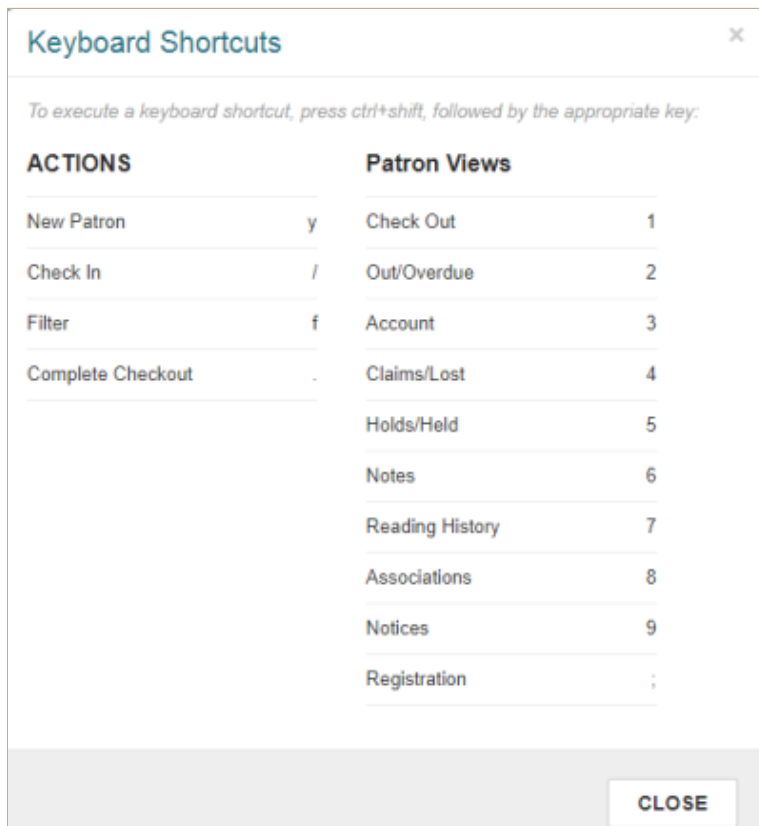 Keyboard Shortcuts ×
To execute a keyboard shortcut, press ctrl+shift, followed by the appropriate key:
ACTIONS
New Patron y
Check In /
Filter f
Complete Checkout .
Patron Views
Check Out 1
Out/Overdue 2
Account 3
Claims/Lost 4
Holds/Held 5
Notes 6
Reading History 7
Associations 8
Notices 9
Registration ;
CLOSE